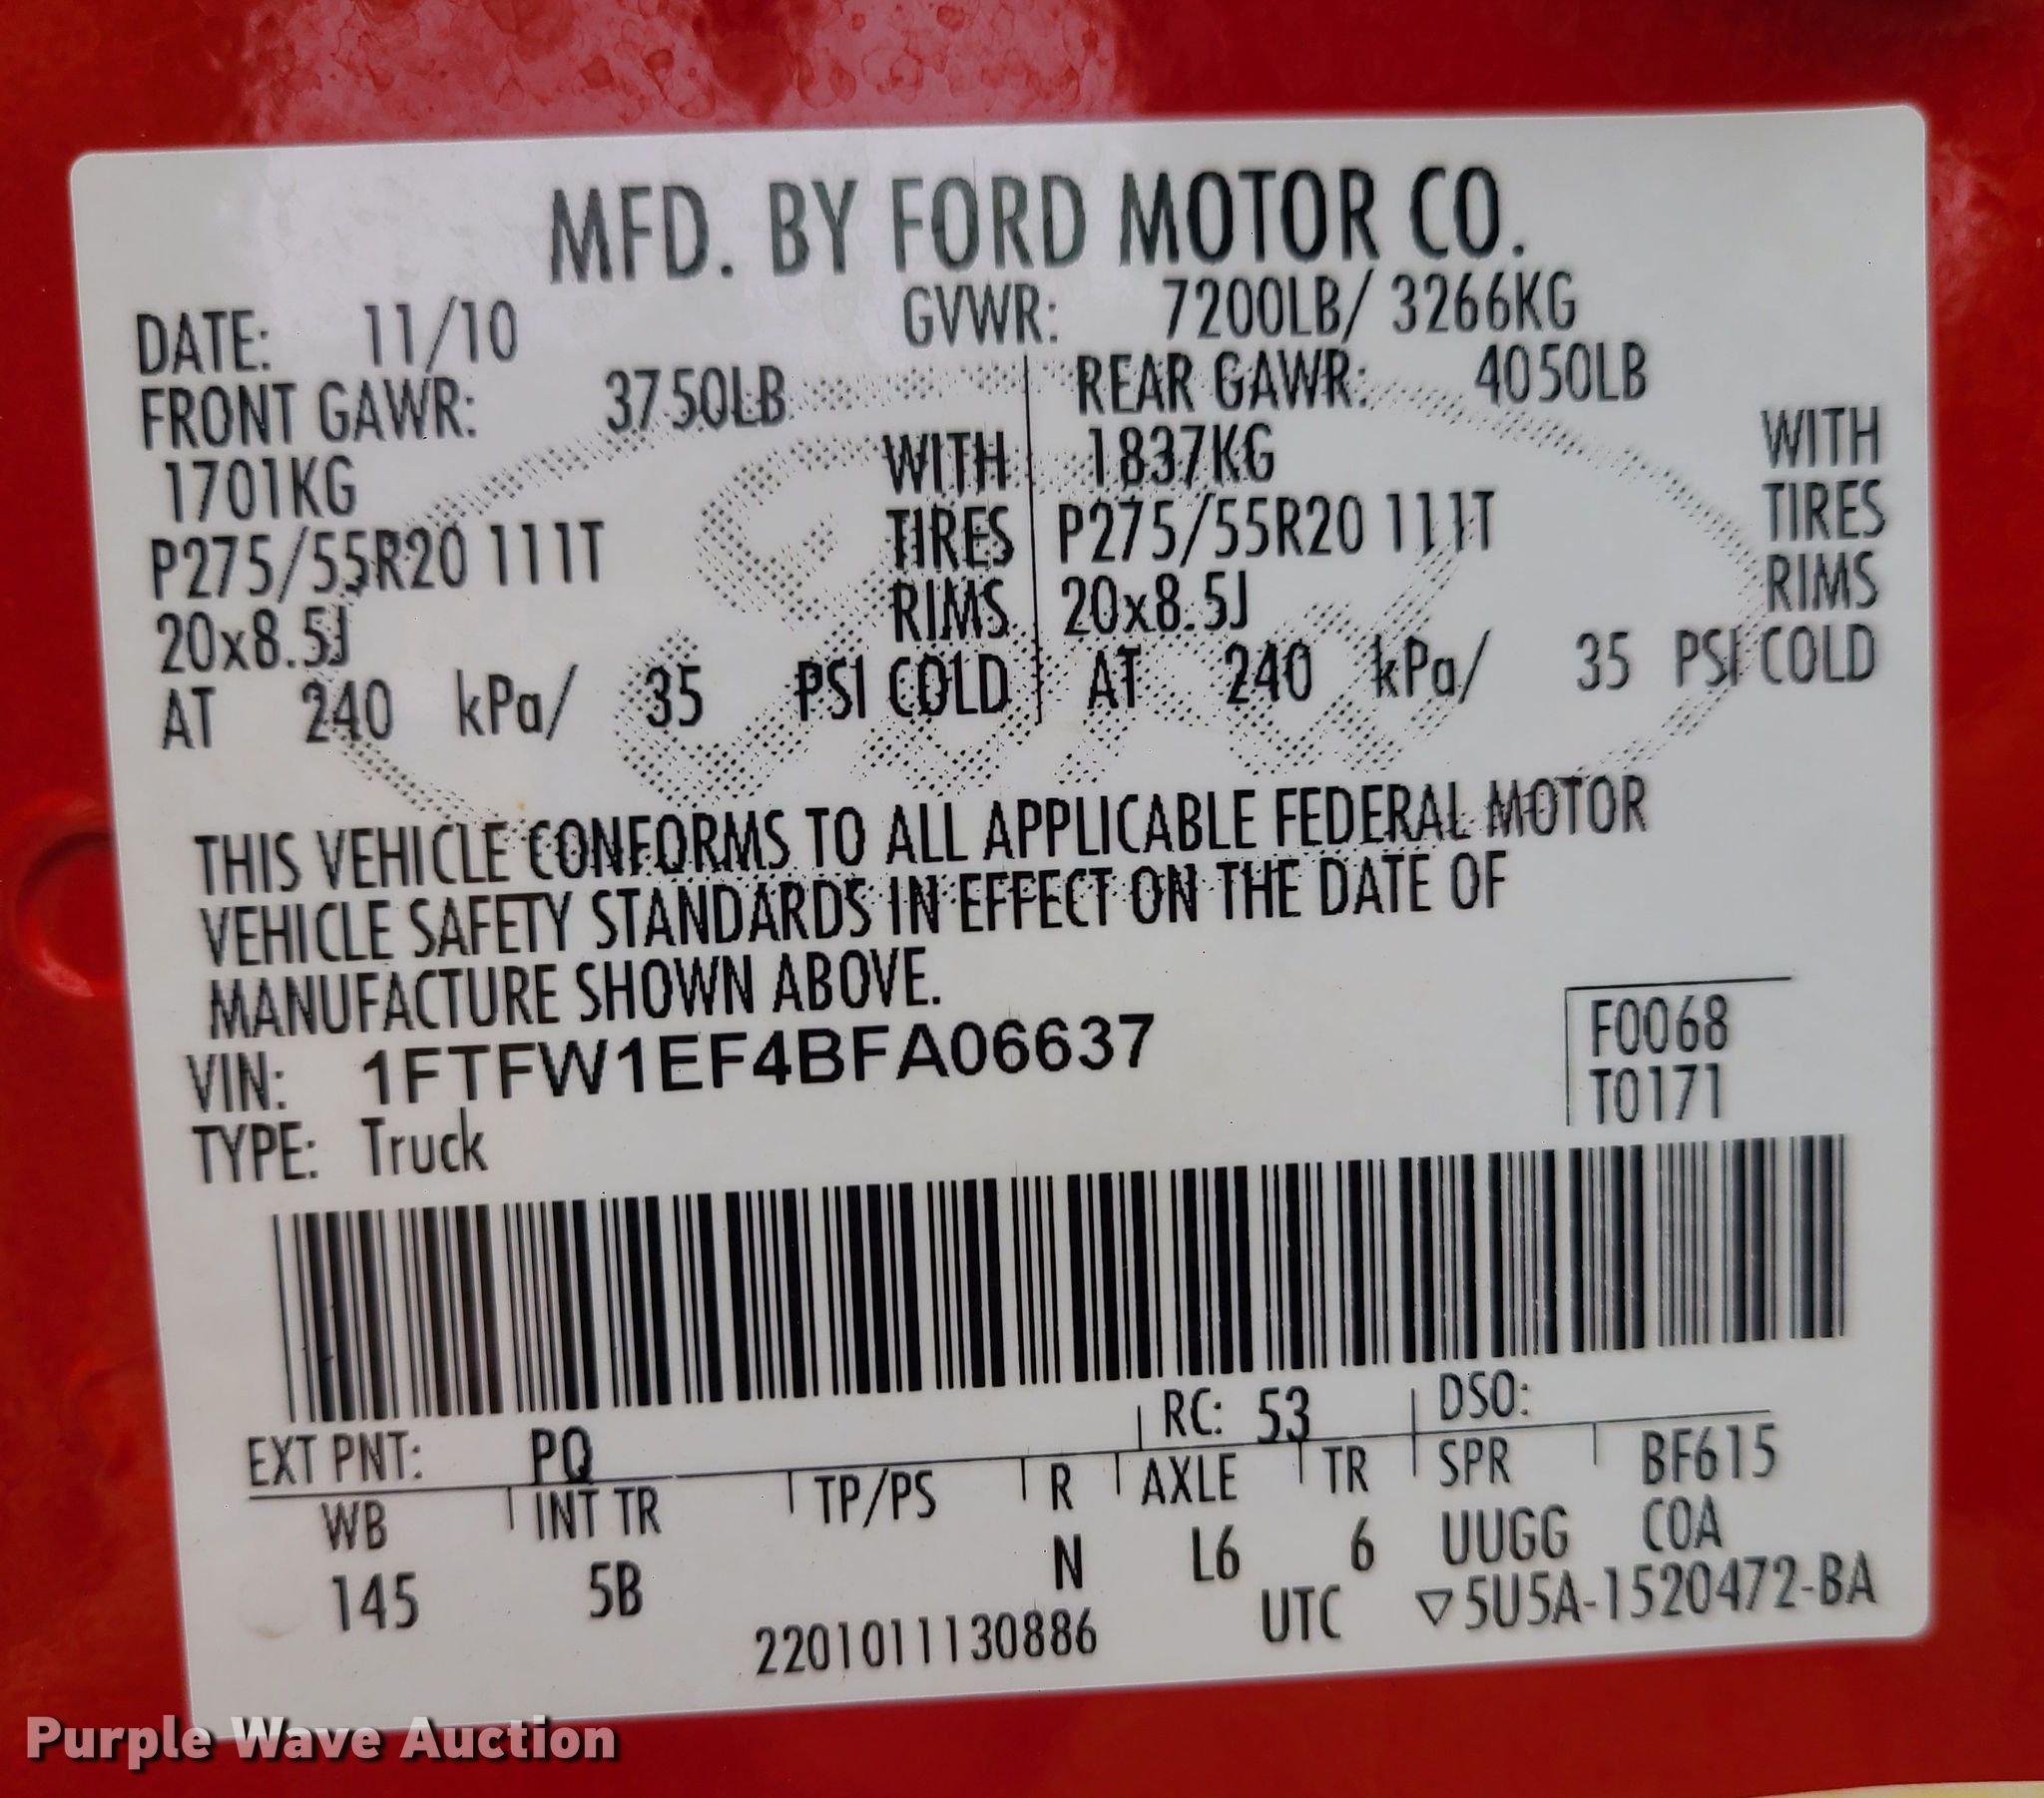 MFD. BY FORD MOTOR CO.
DATE: 11/10 GVWR: 7200LB/ 3266KG
FRONT GAWR: 3750LB REAR GAWR: 4050LB
1701KG WITH 1837KG WITH
P275/55R20 111T TIRES P275/55R20 111T TIRES
20x8.5J RIMS 20x8.5J RIMS
AT 240 kPa/ 35 PSI COLD AT 240 kPa/ 35 PSI COLD
THIS VEHICLE CONFORMS TO ALL APPLICABLE FEDERAL MOTOR
VEHICLE SAFETY STANDARDS IN EFFECT ON THE DATE OF
MANUFACTURE SHOWN ABOVE.
VIN: 1FTFW1EF4BFA06637 F0068
TYPE: Truck T0171
EXT PNT: PQ RC: 53 DSO:
WB INT TR TP/PS R AXLE TR SPR BF615
145 5B N L6 6 UUGG COA
2201011130886 UTC ▽5U5A-1520472-BA
Purple Wave Auction